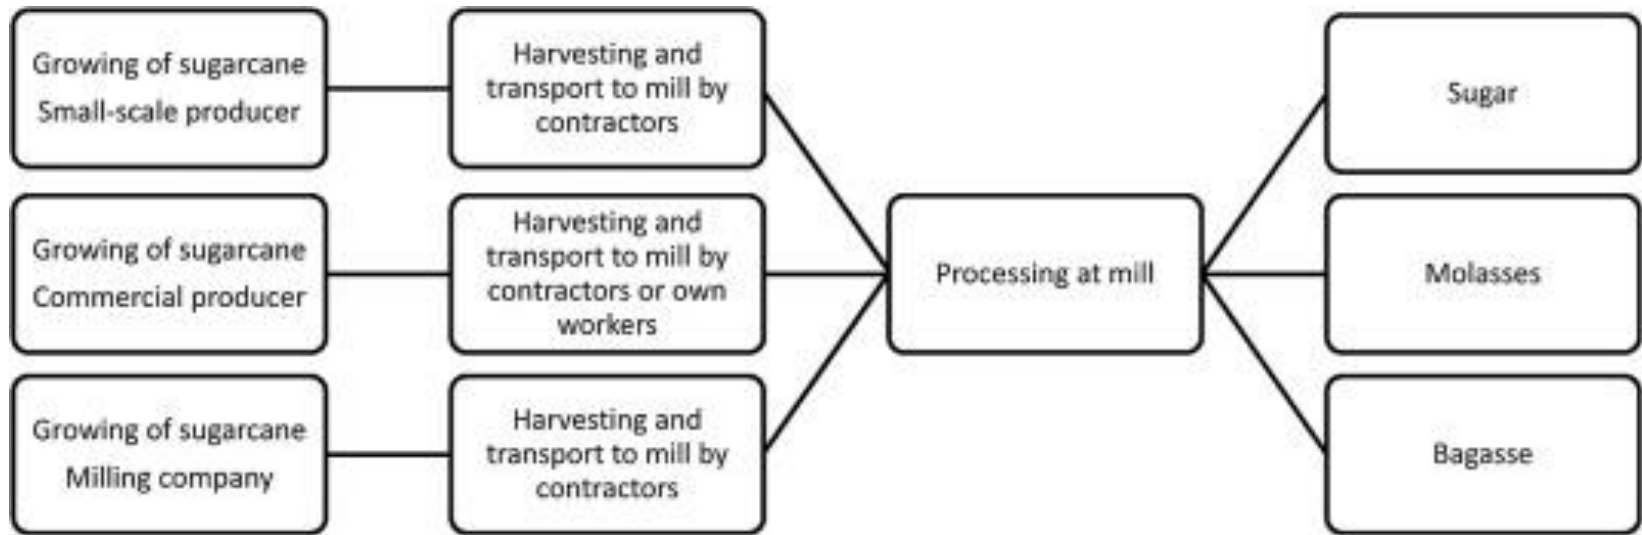 Growing of sugarcane
Small-scale producer
Harvesting and
transport to mill by
contractors
Growing of sugarcane
Commercial producer
Harvesting and
transport to mill by
contractors or own
workers
Growing of sugarcane
Milling company
Harvesting and
transport to mill by
contractors
Processing at mill
Sugar
Molasses
Bagasse